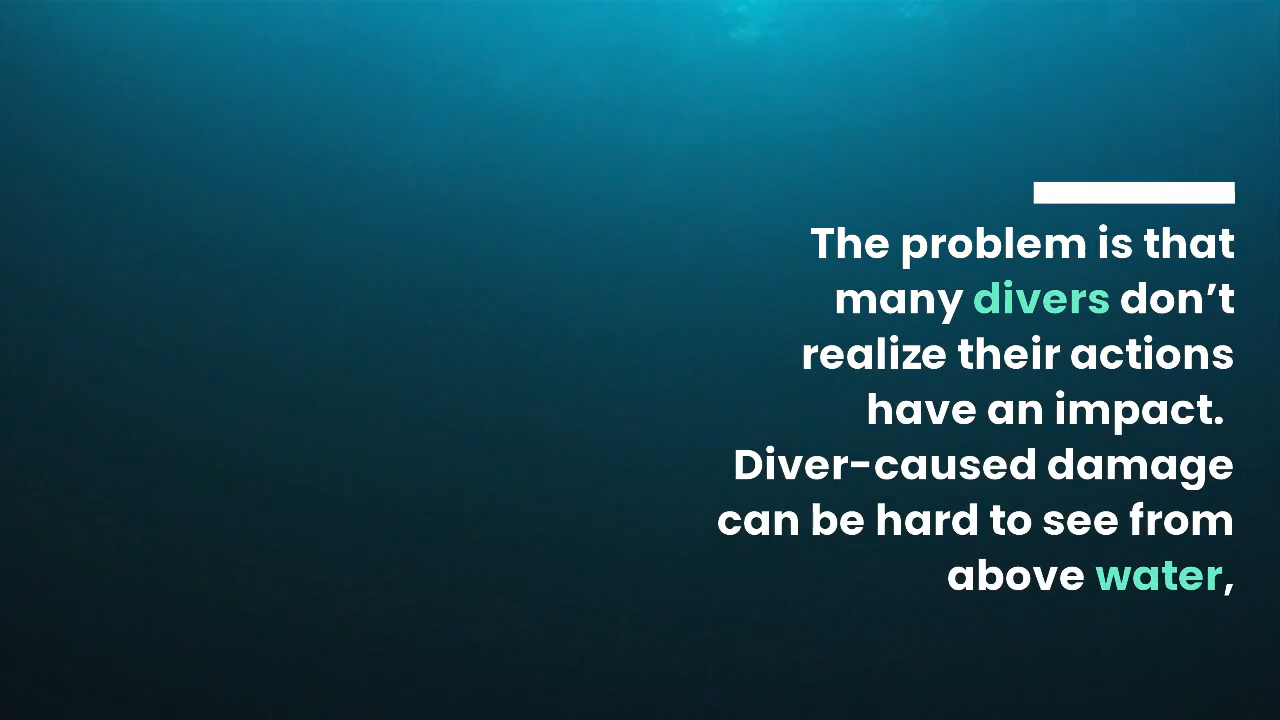 The problem is that
many divers don’t
realize their actions
have an impact.
Diver-caused damage
can be hard to see from
above water,